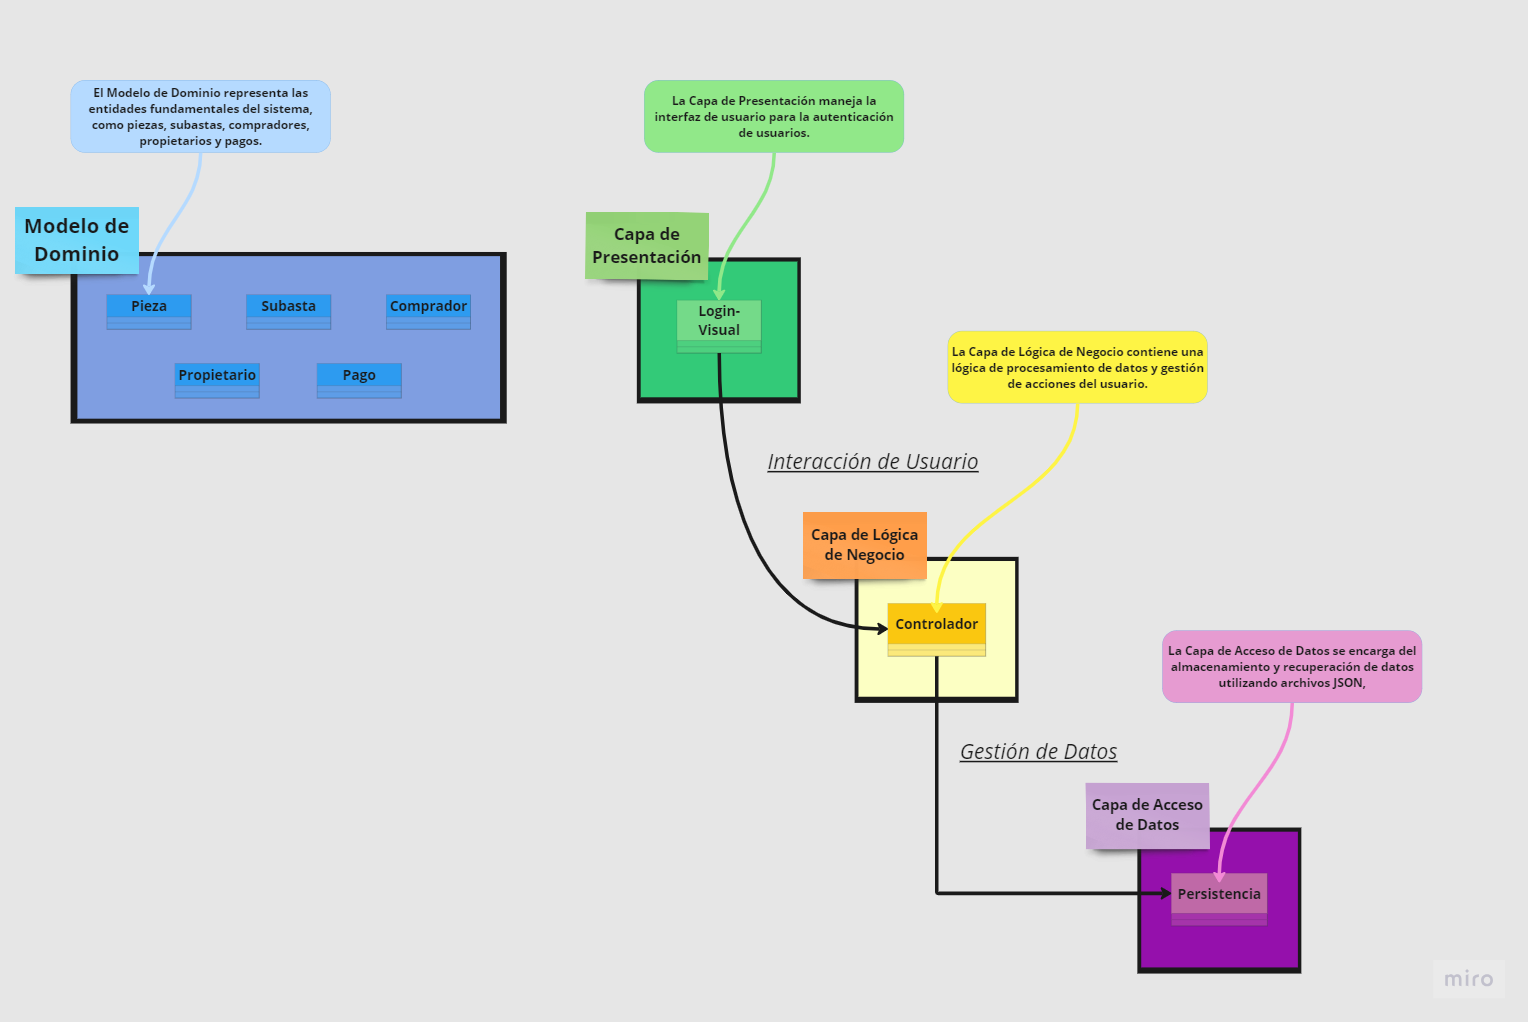 El Modelo de Dominio representa las
entidades fundamentales del sistema,
como piezas, subastas, compradores,
propietarios y pagos.
Modelo de
Dominio
Pieza
Subasta
Comprador
Propietario
Pago
La Capa de Presentación maneja la
interfaz de usuario para la autenticación
de usuarios.
Capa de
Presentación
Login-
Visual
Interacción de Usuario
La Capa de Lógica de Negocio contiene una
lógica de procesamiento de datos y gestión
de acciones del usuario.
Capa de Lógica
de Negocio
Controlador
Gestión de Datos
La Capa de Acceso de Datos se encarga del
almacenamiento y recuperación de datos
utilizando archivos JSON,
Capa de Acceso
de Datos
Persistencia
miro